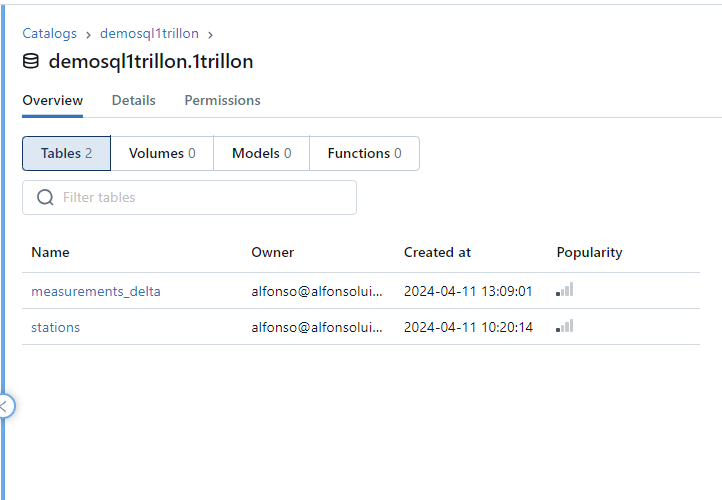 Catalogs > demosql1trillon >
demosql1trillon.1trillon
Overview Details Permissions
Tables 2 Volumes 0 Models 0 Functions 0
Filter tables
Name Owner Created at Popularity
measurements_delta alfonso@alfonsolui... 2024-04-11 13:09:01
stations alfonso@alfonsolui... 2024-04-11 10:20:14